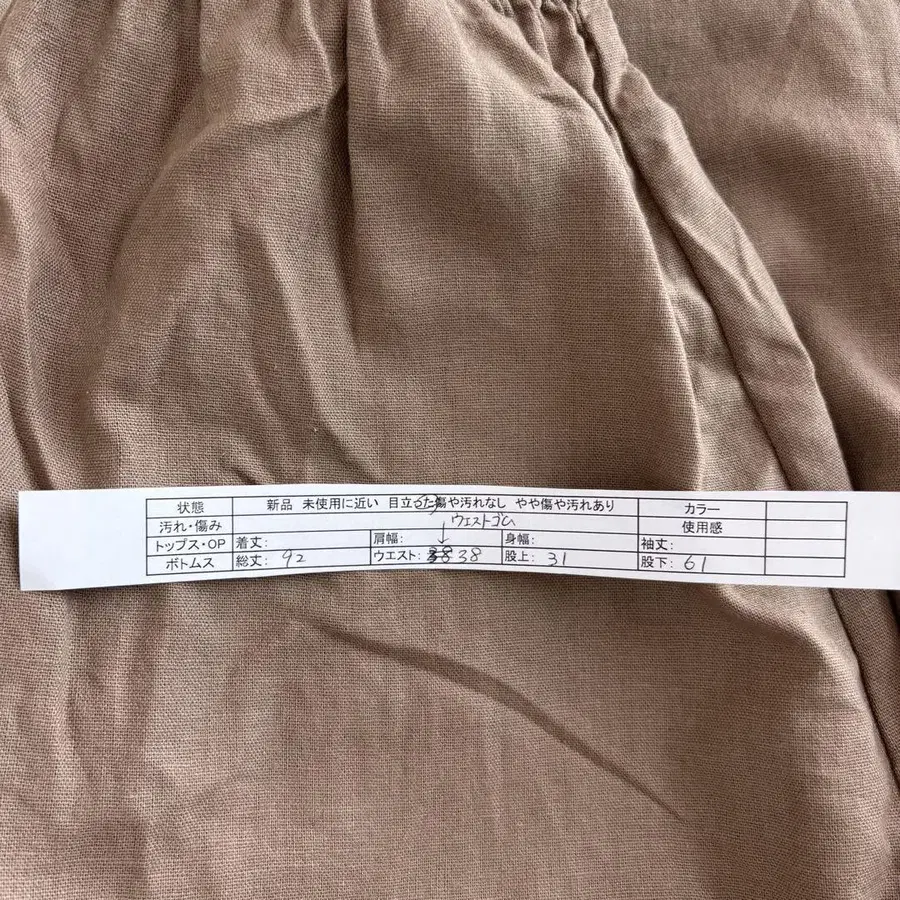 状態 新品 未使用に近い 目立った傷や汚れなし やや傷や汚れあり カラー
汚れ・傷み ウエストゴム 使用感
トップス・OP 着丈: 肩幅: 身幅: 袖丈:
ボトムス 総丈: 92 ウエスト: 38 股上: 31 股下: 61